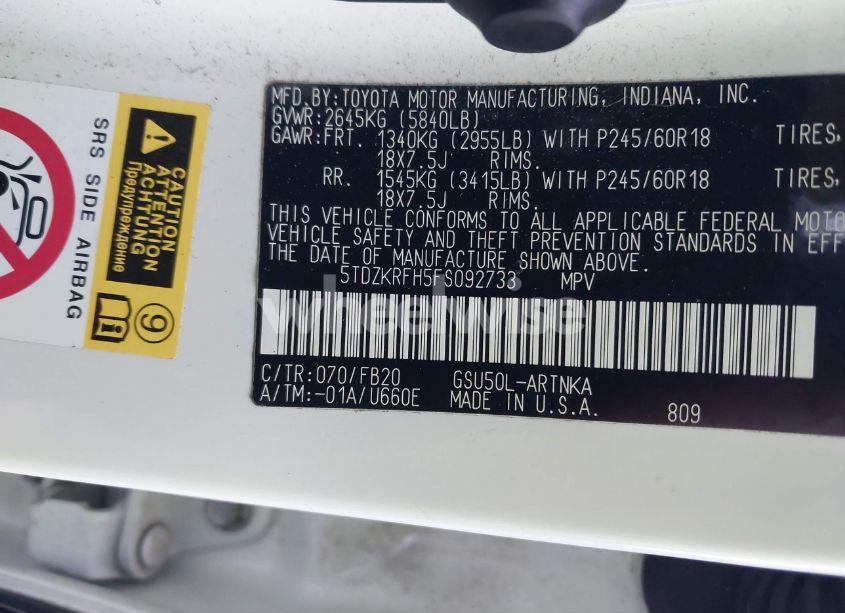 MFD.BY:TOYOTA MOTOR MANUFACTURING, INDIANA, INC.
GVWR:2645KG (5840LB)
GAWR:FRT. 1340KG (2955LB) WITH P245/60R18 TIRES,
18X7.5J RIMS.
RR. 1545KG (3415LB) WITH P245/60R18 TIRES,
18X7.5J RIMS.
THIS VEHICLE CONFORMS TO ALL APPLICABLE FEDERAL MOTO
VEHICLE SAFETY AND THEFT PREVENTION STANDARDS IN EFF
THE DATE OF MANUFACTURE SHOWN ABOVE.
5TDZKRFH5FS092733 MPV
C/TR:070/FB20 GSU50L-ARTNKA
A/TM:-01A/U660E MADE IN U.S.A. 809
SRS SIDE AIRBAG
CAUTION
ATTENTION
ACHTUNG
Предупреждение
9
wheelwise